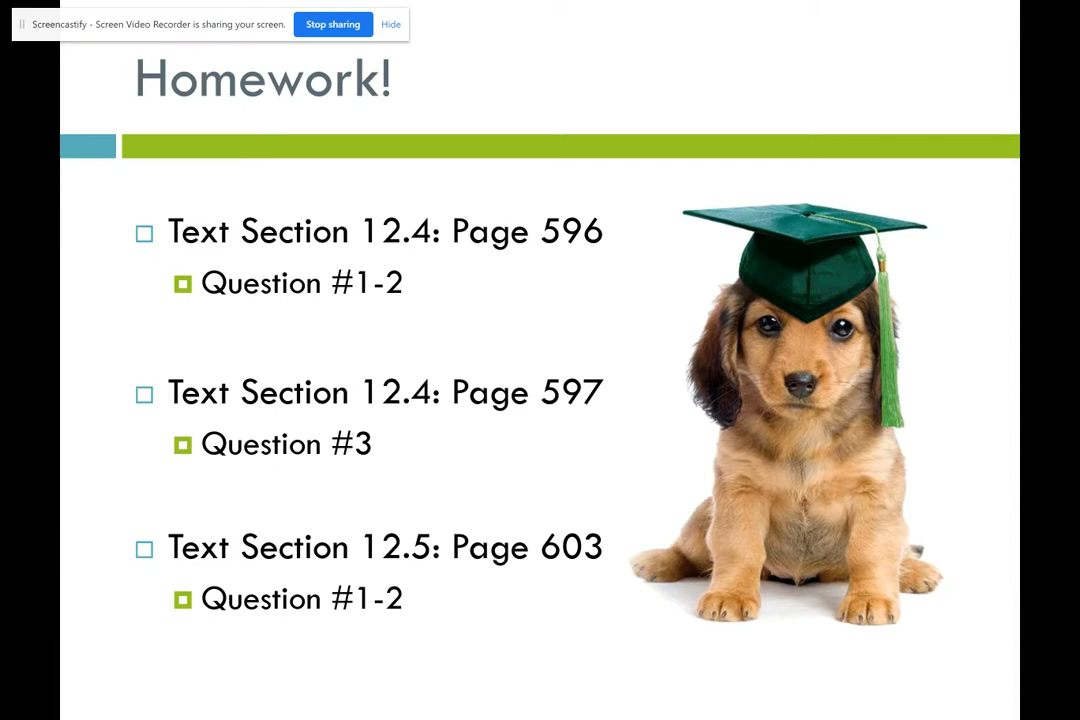 Screencastify - Screen Video Recorder is sharing your screen. Stop sharing Hide
Homework!
Text Section 12.4: Page 596
Question #1-2
Text Section 12.4: Page 597
Question #3
Text Section 12.5: Page 603
Question #1-2